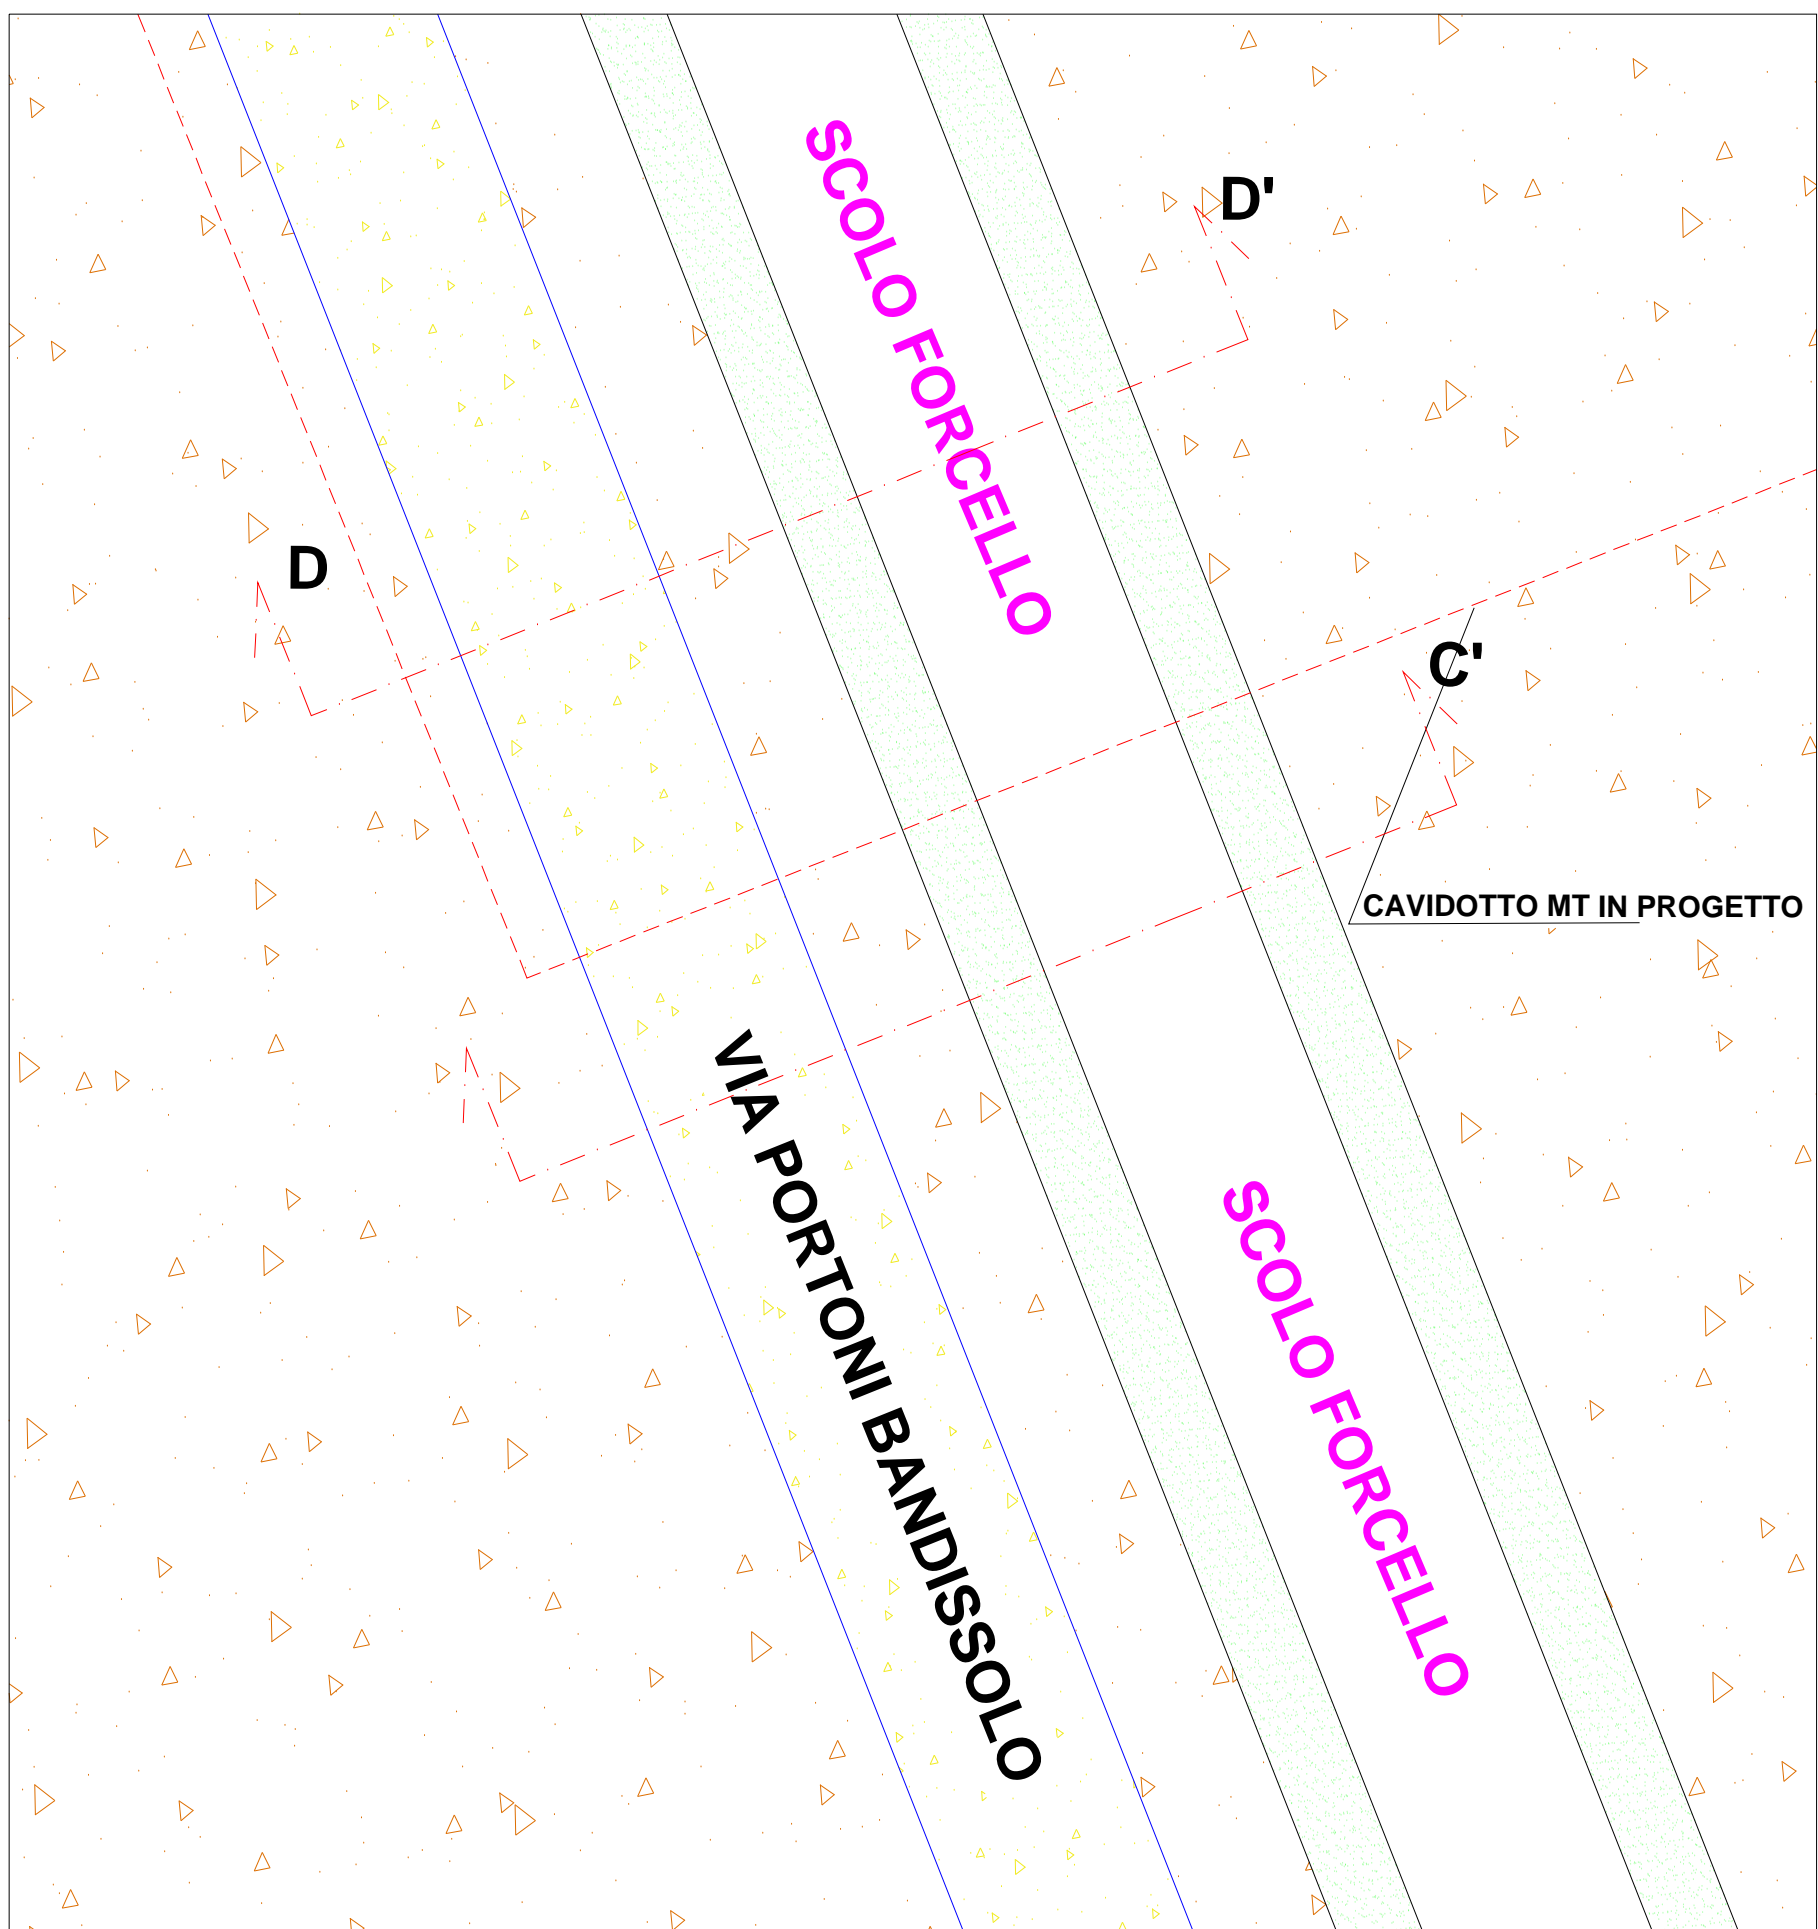 SCOLO FORCELLO
D'
D
C'
CAVIDOTTO MT IN PROGETTO
VIA PORTONI BANDISSOLO
SCOLO FORCELLO